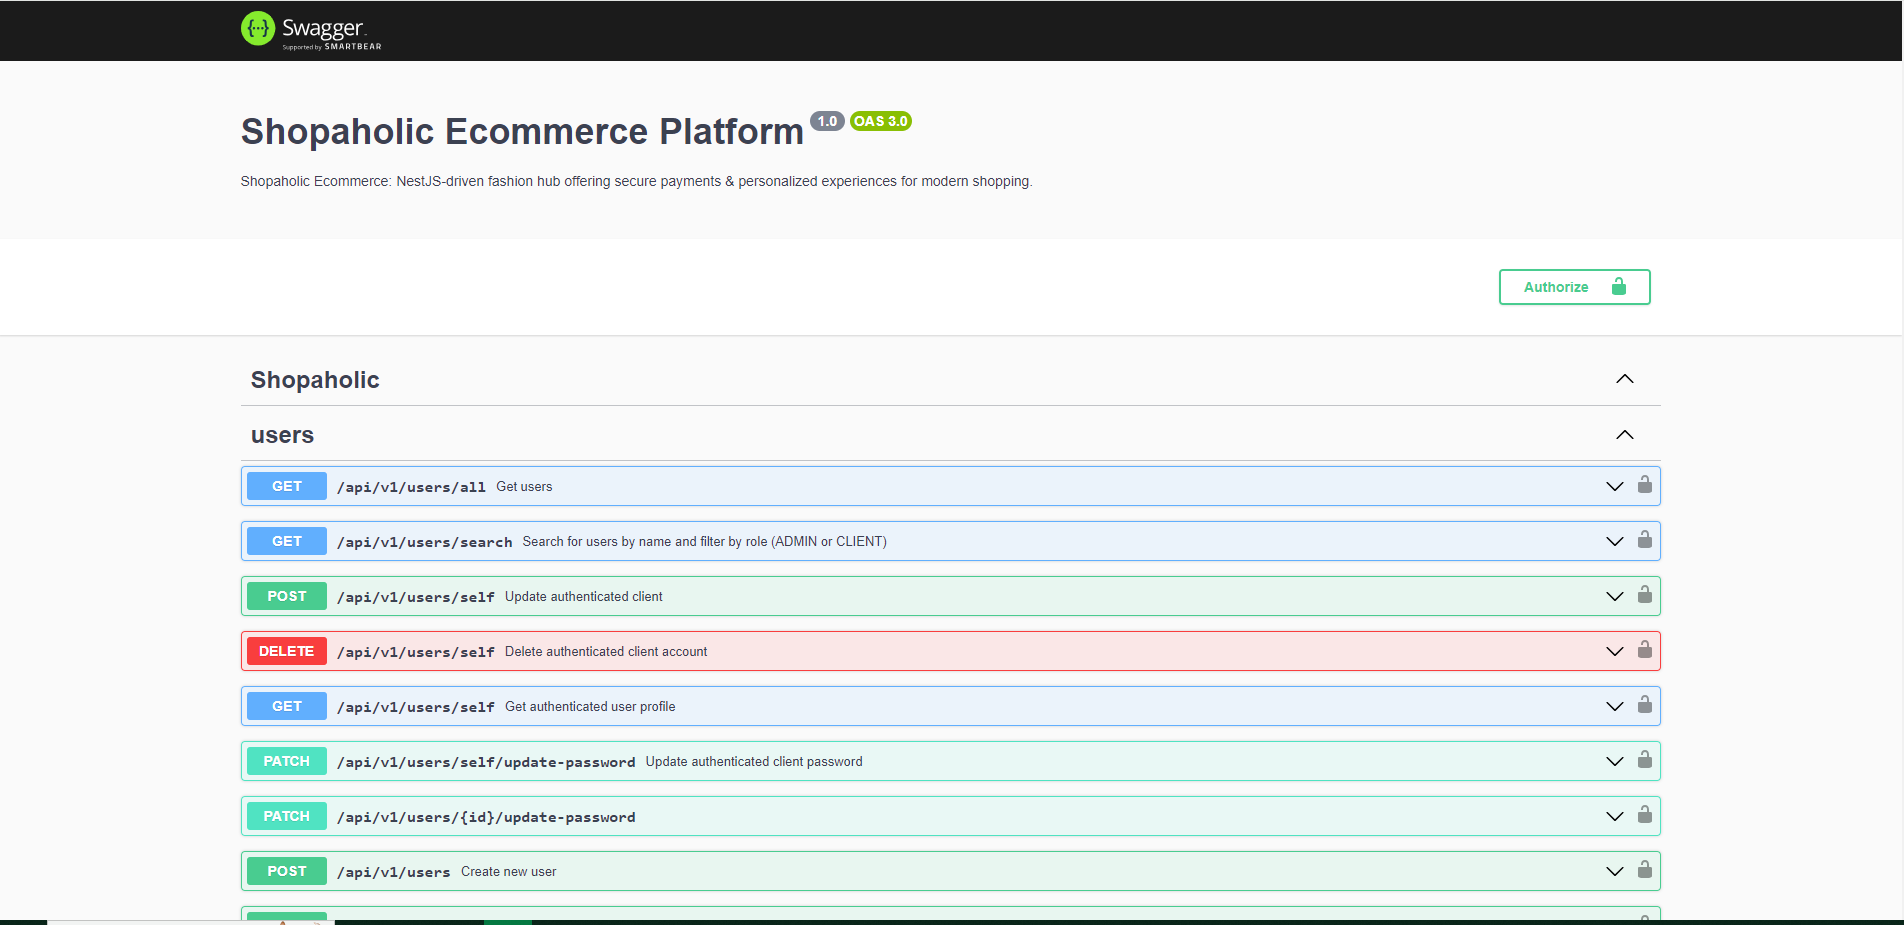 Swagger
Supported by SMARTBEAR
Shopaholic Ecommerce Platform 1.0 OAS 3.0
Shopaholic Ecommerce: NestJS-driven fashion hub offering secure payments & personalized experiences for modern shopping.
Authorize
Shopaholic
users
GET /api/v1/users/all Get users
GET /api/v1/users/search Search for users by name and filter by role (ADMIN or CLIENT)
POST /api/v1/users/self Update authenticated client
DELETE /api/v1/users/self Delete authenticated client account
GET /api/v1/users/self Get authenticated user profile
PATCH /api/v1/users/self/update-password Update authenticated client password
PATCH /api/v1/users/{id}/update-password
POST /api/v1/users Create new user